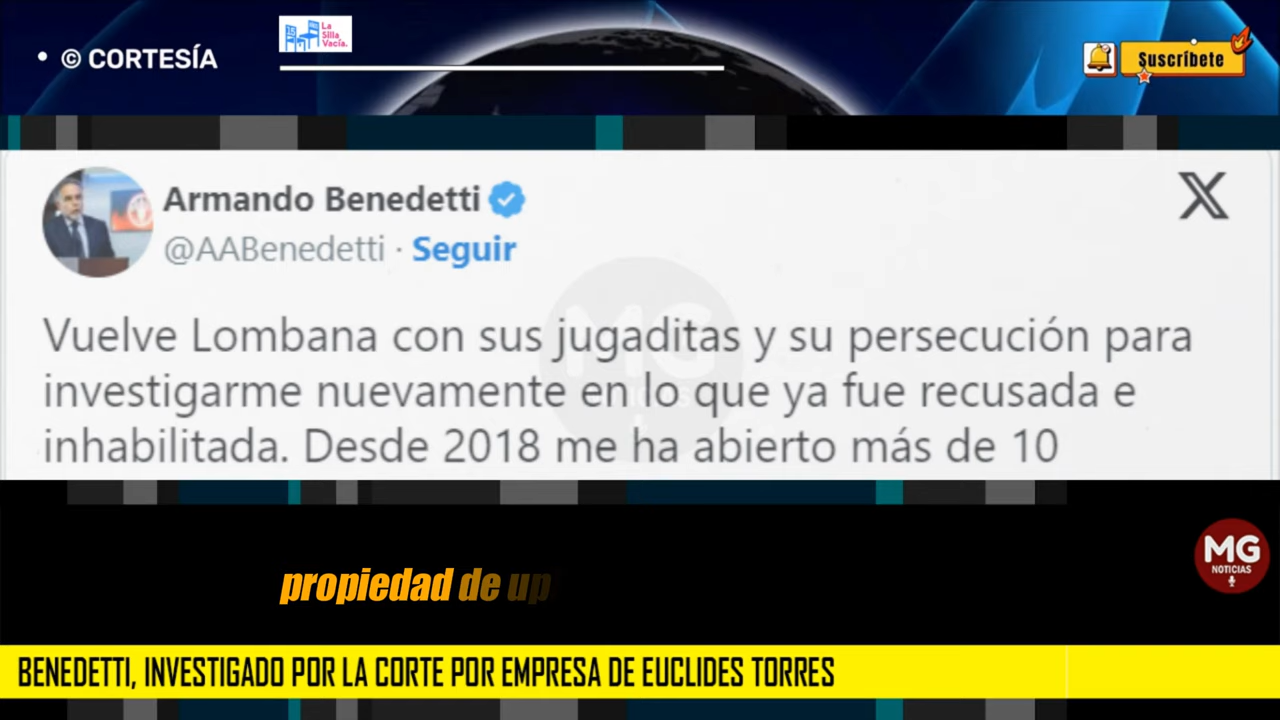 © CORTESÍA
La
Silla
Vacía.
Suscríbete
Armando Benedetti
@AABenedetti · Seguir
Vuelve Lombana con sus jugaditas y su persecución para
investigarme nuevamente en lo que ya fue recusada e
inhabilitada. Desde 2018 me ha abierto más de 10
propiedad de up
MG
NOTICIAS
BENEDETTI, INVESTIGADO POR LA CORTE POR EMPRESA DE EUCLIDES TORRES